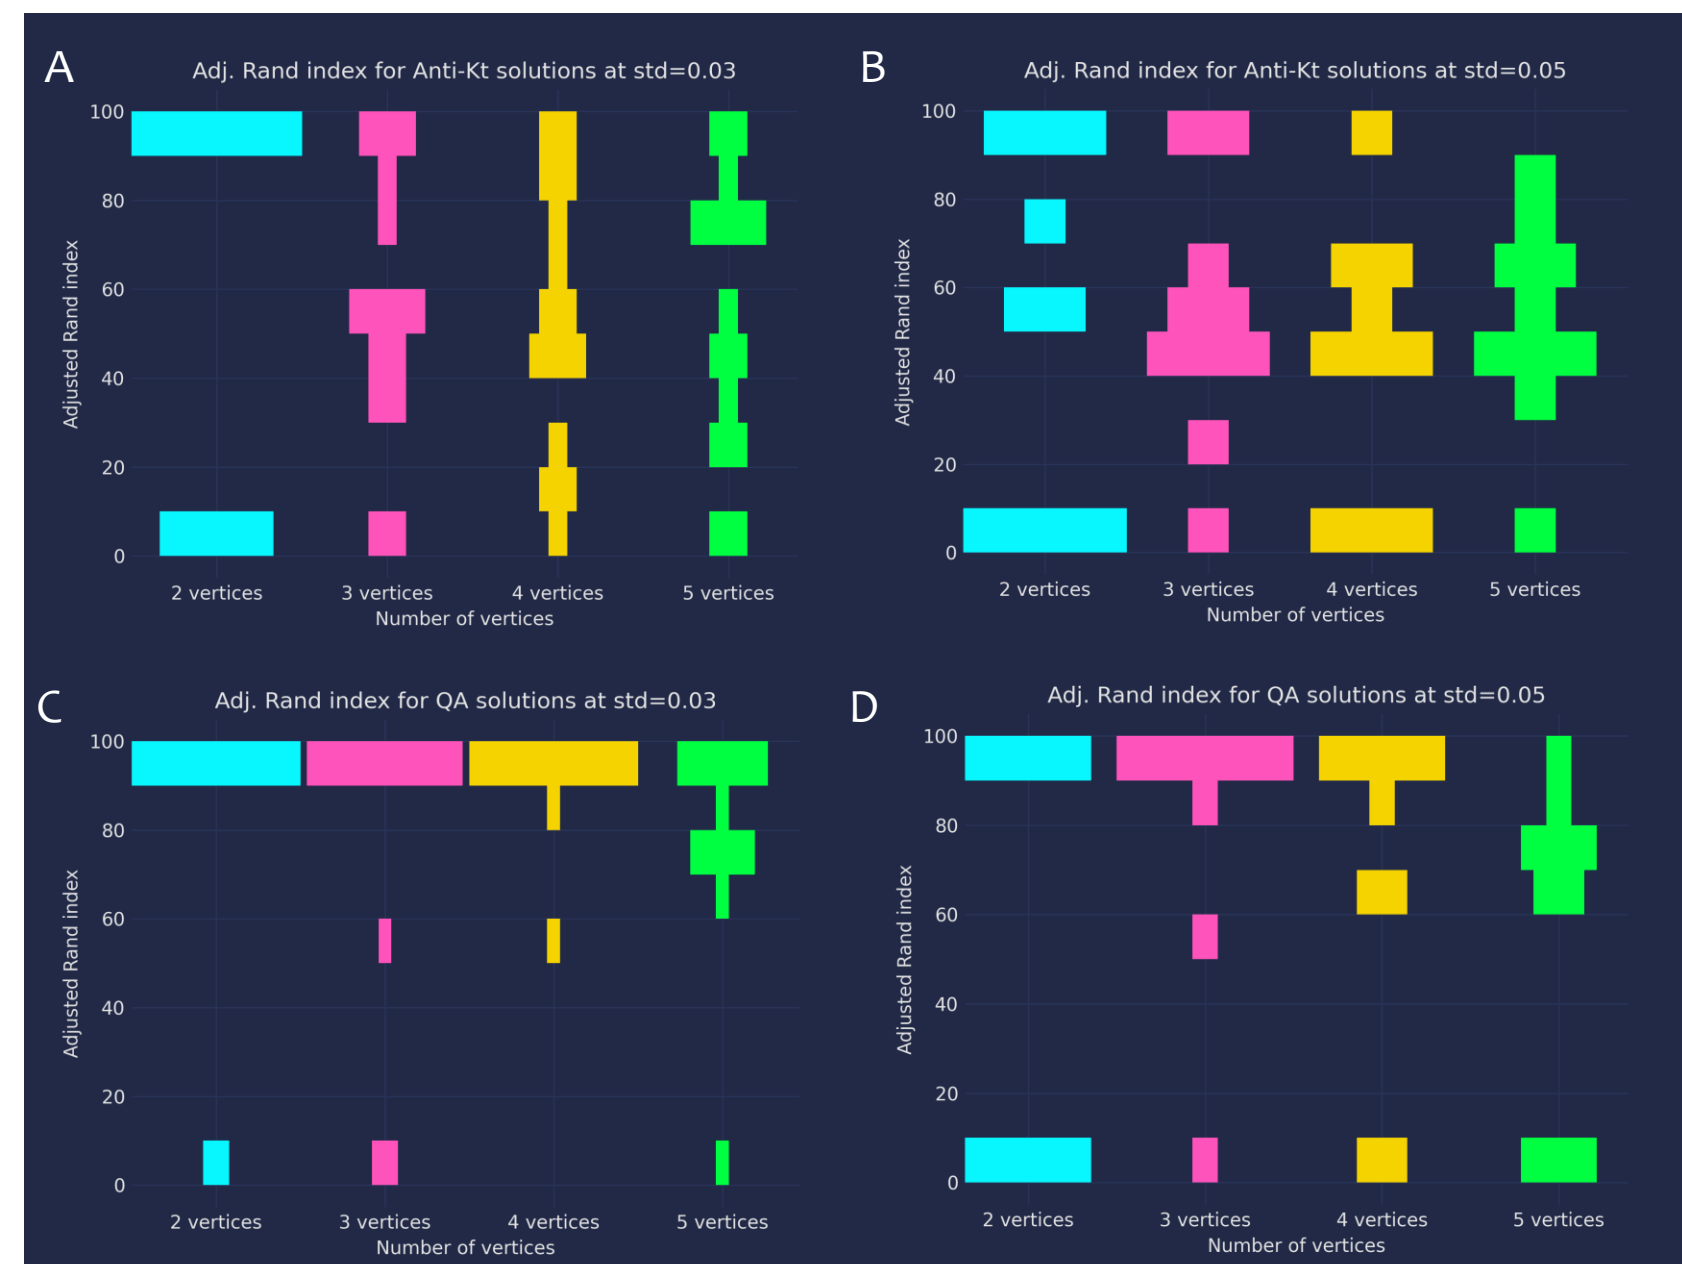 A
Adj. Rand index for Anti-Kt solutions at std=0.03
100
80
60
40
20
0
Adjusted Rand index
2 vertices 3 vertices 4 vertices 5 vertices
Number of vertices
B
Adj. Rand index for Anti-Kt solutions at std=0.05
100
80
60
40
20
0
Adjusted Rand index
2 vertices 3 vertices 4 vertices 5 vertices
Number of vertices
C
Adj. Rand index for QA solutions at std=0.03
100
80
60
40
20
0
Adjusted Rand index
2 vertices 3 vertices 4 vertices 5 vertices
Number of vertices
D
Adj. Rand index for QA solutions at std=0.05
100
80
60
40
20
0
Adjusted Rand index
2 vertices 3 vertices 4 vertices 5 vertices
Number of vertices